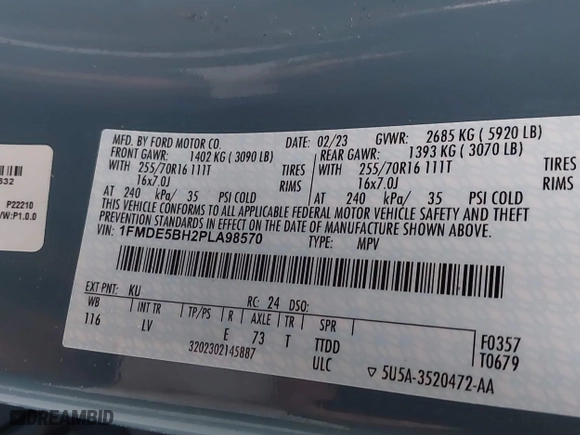 MFD. BY FORD MOTOR CO. DATE: 02/23 GVWR: 2685 KG ( 5920 LB)
FRONT GAWR: 1402 KG ( 3090 LB) REAR GAWR: 1393 KG ( 3070 LB)
WITH 255/70R16 111T TIRES WITH 255/70R16 111T TIRES
16x7.0J RIMS 16x7.0J RIMS
AT 240 kPa/ 35 PSI COLD AT 240 kPa/ 35 PSI COLD
THIS VEHICLE CONFORMS TO ALL APPLICABLE FEDERAL MOTOR VEHICLE SAFETY AND THEFT
PREVENTION STANDARDS IN EFFECT ON THE DATE OF MANUFACTURE SHOWN ABOVE.
VIN: 1FMDE5BH2PLA98570 TYPE: MPV
EXT PNT: KU RC: 24 DSO:
WB INT TR TP/PS R AXLE TR SPR
116 LV E 73 T TTDD
ULC
3202302145887
F0357
T0679
▽ 5U5A-3520472-AA
P22210
W:P1.0.0
DREAMBID